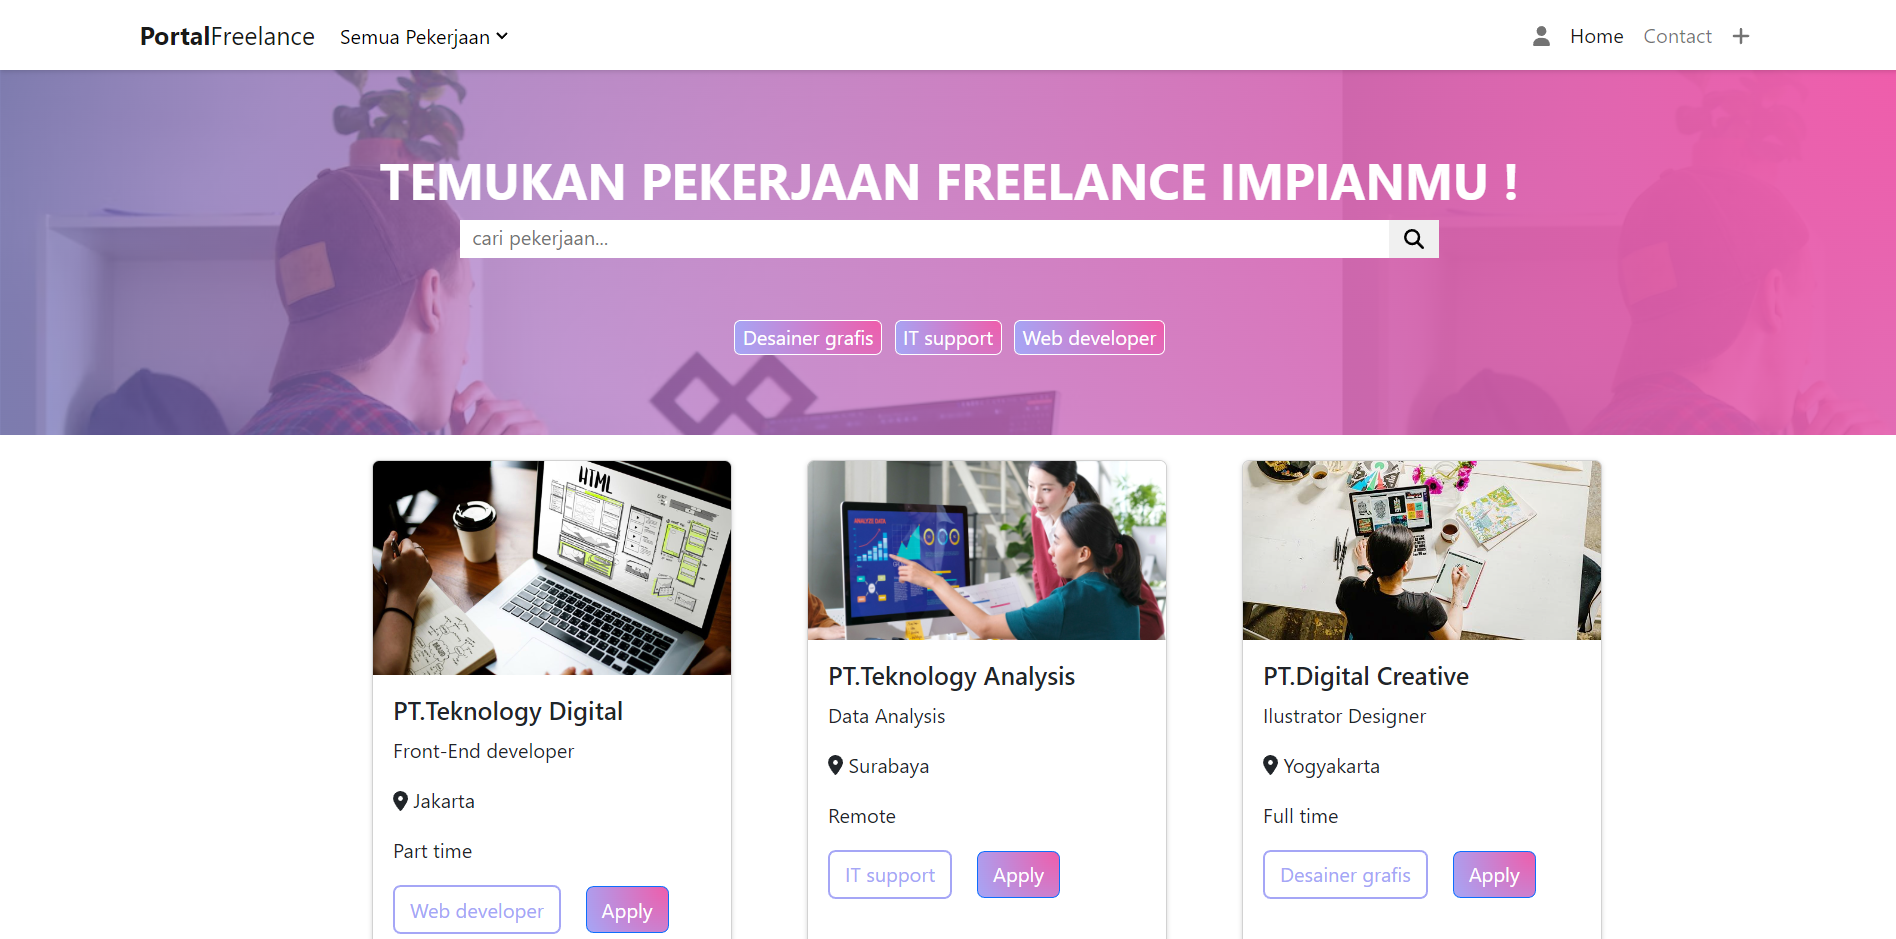 PortalFreelance Semua Pekerjaan Home Contact
TEMUKAN PEKERJAAN FREELANCE IMPIANMU !
cari pekerjaan...
Desainer grafis IT support Web developer
HTML
ANALYSIS DATA
PT.Teknology Digital
Front-End developer
Jakarta
Part time
Web developer Apply
PT.Teknology Analysis
Data Analysis
Surabaya
Remote
IT support Apply
PT.Digital Creative
Ilustrator Designer
Yogyakarta
Full time
Desainer grafis Apply